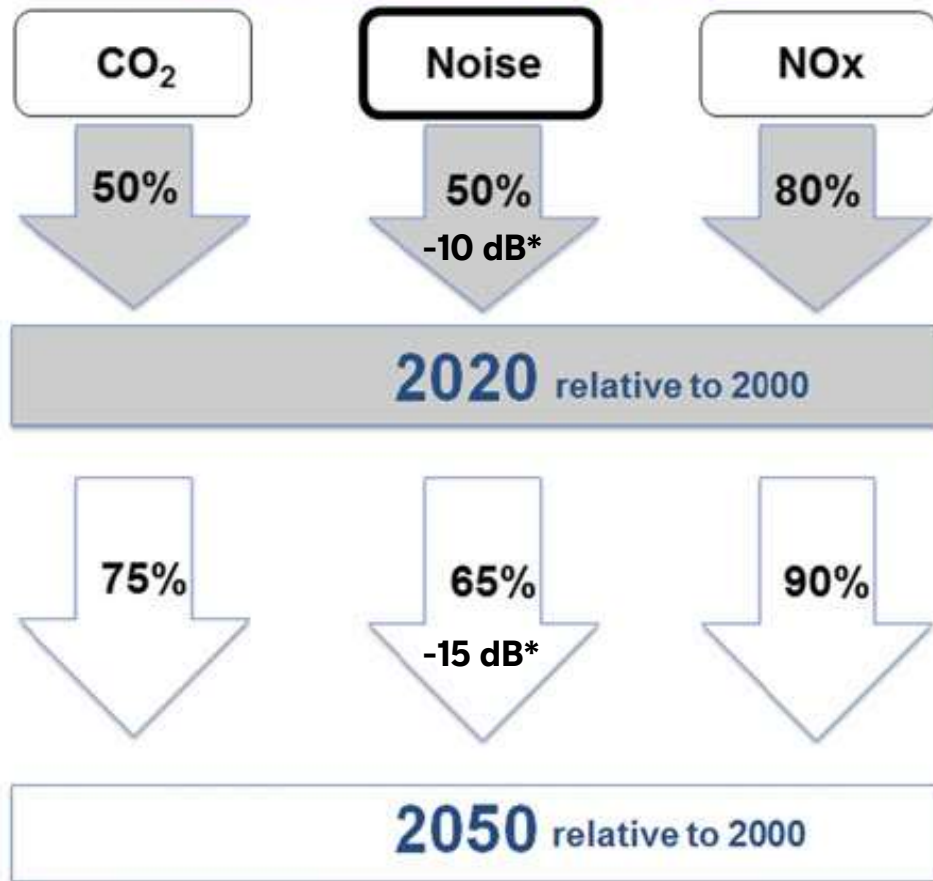 CO₂ Noise NOx
50% 50% 80%
-10 dB*
2020 relative to 2000
75% 65% 90%
-15 dB*
2050 relative to 2000